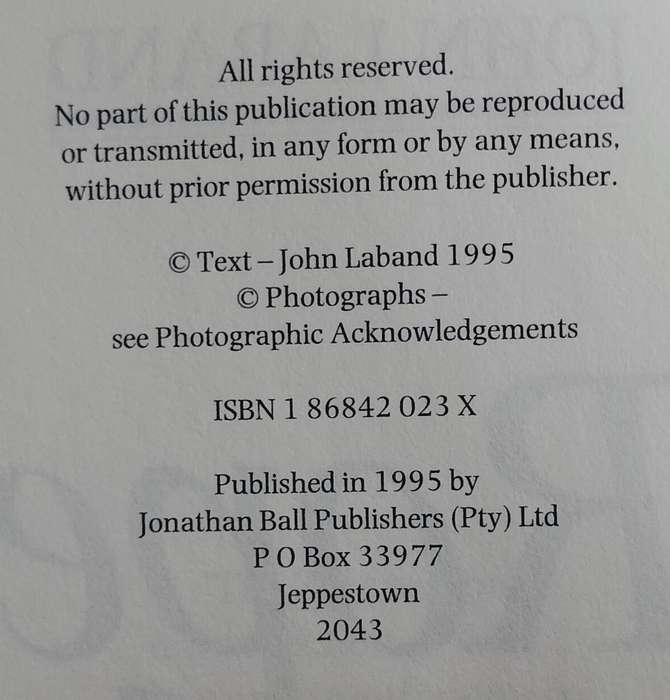 All rights reserved.
No part of this publication may be reproduced
or transmitted, in any form or by any means,
without prior permission from the publisher.
© Text – John Laband 1995
© Photographs –
see Photographic Acknowledgements
ISBN 1 86842 023 X
Published in 1995 by
Jonathan Ball Publishers (Pty) Ltd
P O Box 33977
Jeppestown
2043